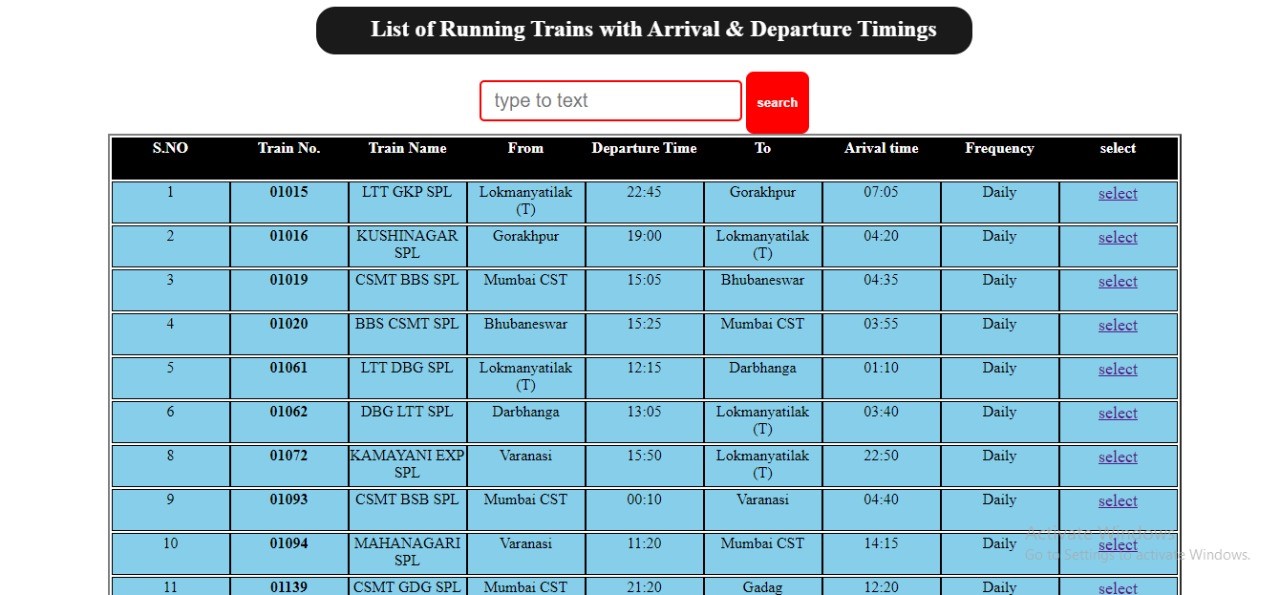 List of Running Trains with Arrival & Departure Timings
type to text search
S.NO Train No. Train Name From Departure Time To Arival time Frequency select
1 01015 LTT GKP SPL Lokmanyatilak (T) 22:45 Gorakhpur 07:05 Daily select
2 01016 KUSHINAGAR SPL Gorakhpur 19:00 Lokmanyatilak (T) 04:20 Daily select
3 01019 CSMT BBS SPL Mumbai CST 15:05 Bhubaneswar 04:35 Daily select
4 01020 BBS CSMT SPL Bhubaneswar 15:25 Mumbai CST 03:55 Daily select
5 01061 LTT DBG SPL Lokmanyatilak (T) 12:15 Darbhanga 01:10 Daily select
6 01062 DBG LTT SPL Darbhanga 13:05 Lokmanyatilak (T) 03:40 Daily select
8 01072 KAMAYANI EXP SPL Varanasi 15:50 Lokmanyatilak (T) 22:50 Daily select
9 01093 CSMT BSB SPL Mumbai CST 00:10 Varanasi 04:40 Daily select
10 01094 MAHANAGARI SPL Varanasi 11:20 Mumbai CST 14:15 Daily select
11 01139 CSMT GDG SPL Mumbai CST 21:20 Gadag 12:20 Daily select
Activate Windows
Go to Settings to activate Windows.